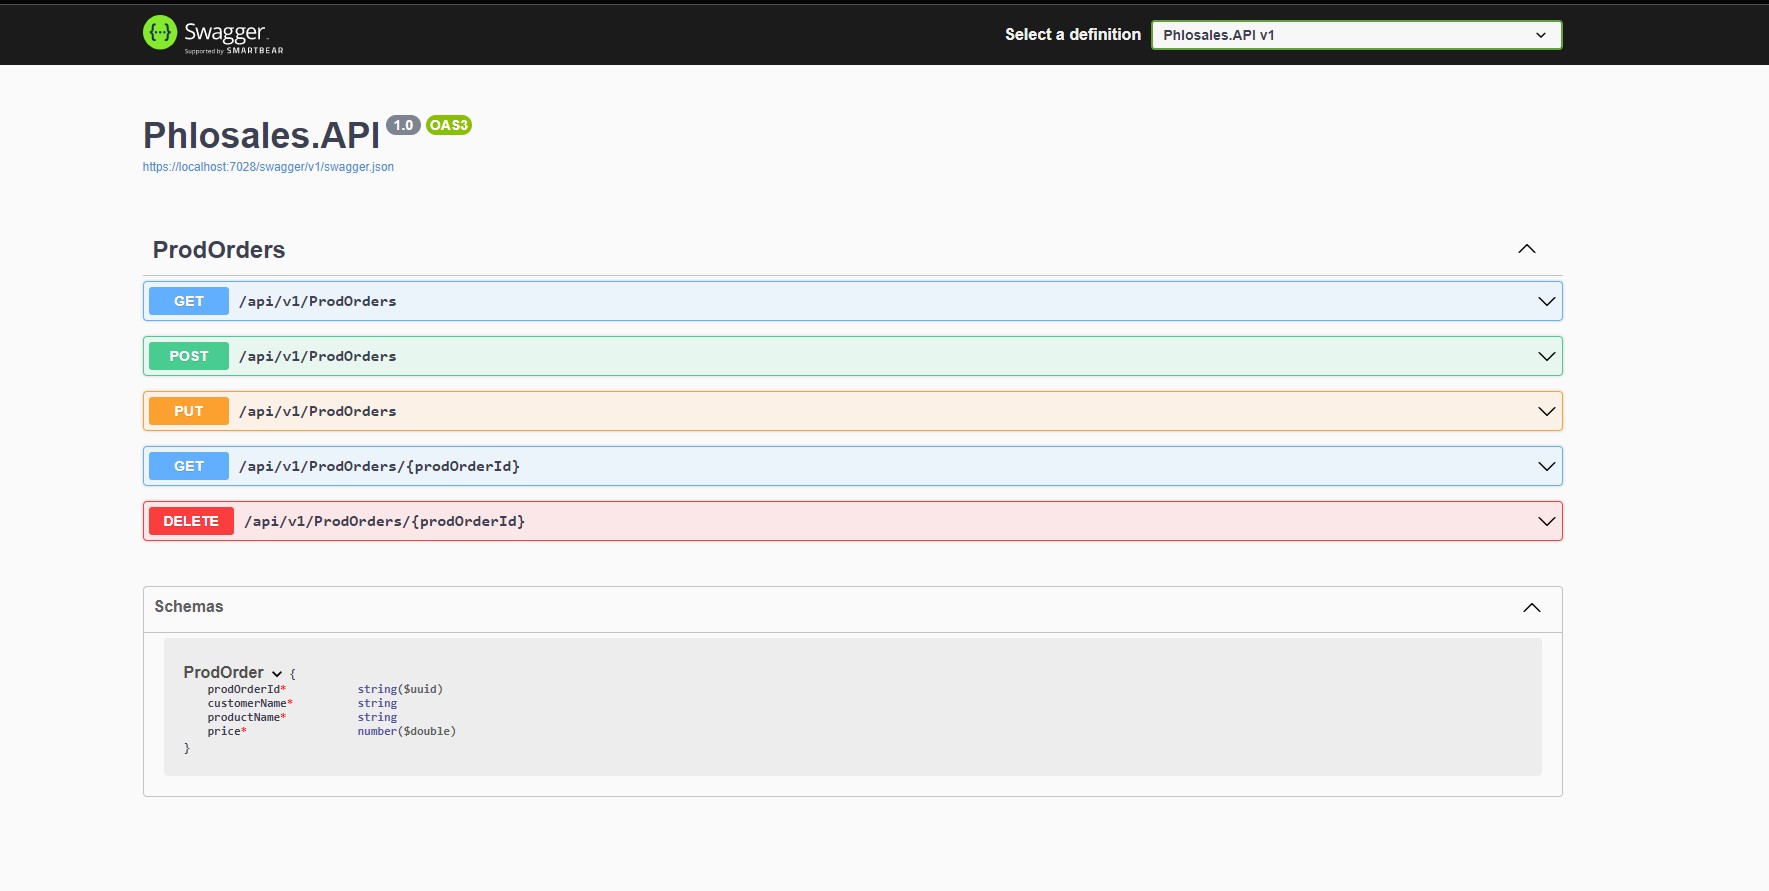 Swagger
Supported by SMARTBEAR
Select a definition
Phlosales.API v1
Phlosales.API 1.0 OAS3
https://localhost:7028/swagger/v1/swagger.json
ProdOrders
GET /api/v1/ProdOrders
POST /api/v1/ProdOrders
PUT /api/v1/ProdOrders
GET /api/v1/ProdOrders/{prodOrderId}
DELETE /api/v1/ProdOrders/{prodOrderId}
Schemas
ProdOrder {
prodOrderId* string($uuid)
customerName* string
productName* string
price* number($double)
}